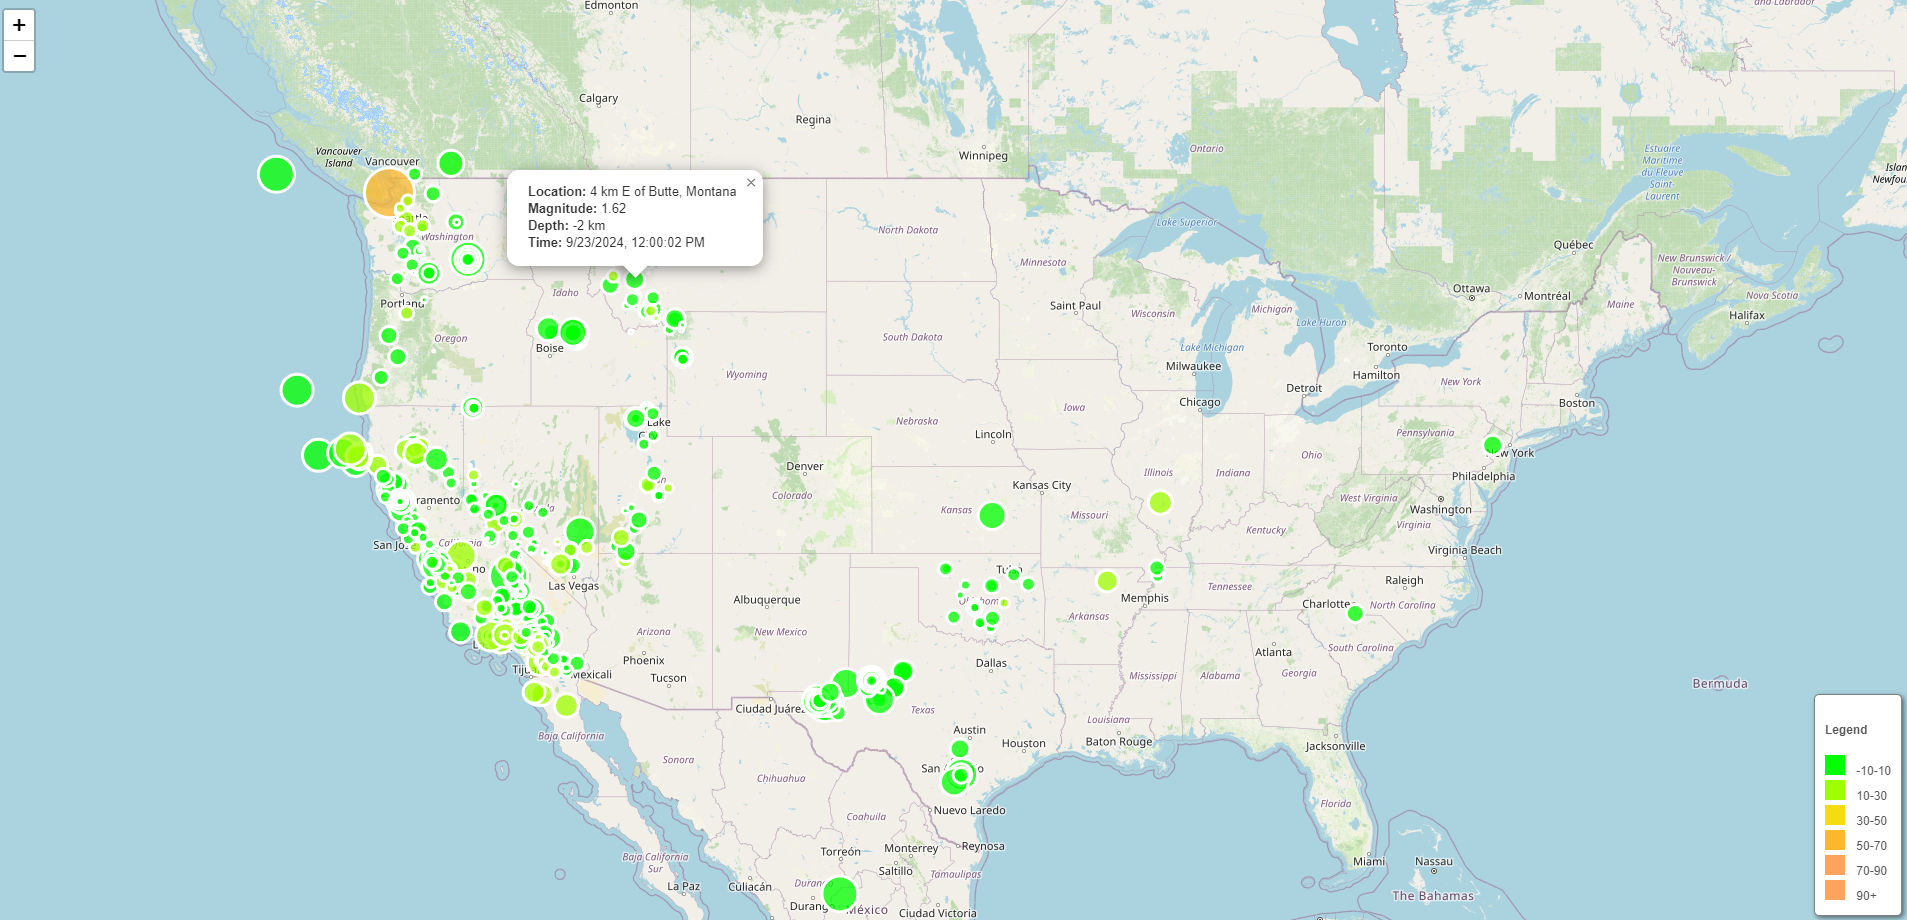 +
−
Edmonton
and Labrador
Calgary
Regina
Winnipeg
Ontario
Vancouver
Island
Vancouver
Estuaire
Maritime
du Fleuve
Saint-
Laurent
Island
Newfou
×
Location: 4 km E of Butte, Montana
Magnitude: 1.62
Depth: -2 km
Time: 9/23/2024, 12:00:02 PM
Washington
North Dakota
Lake Superior
Québec
Minnesota
New Brunswick /
Nouveau-
Brunswick
Idaho
Portland
Ottawa
Montréal
Maine
Nova Scotia
Halifax
Saint Paul
Wisconsin
Michigan
Lake Huron
Oregon
Boise
South Dakota
Lake Michigan
Toronto
Hamilton
Milwaukee
Wyoming
Detroit
New York
Chicago
Boston
Iowa
Nebraska
Lake
Lincoln
Pennsylvania
New York
Denver
Colorado
Illinois
Indiana
Ohio
Philadelphia
Kansas City
ramento
Kansas
Missouri
West Virginia
Washington
Virginia
Kentucky
San Jose
California
Virginia Beach
Las Vegas
Tennessee
Raleigh
Albuquerque
Memphis
Charlotte
North Carolina
Arkansas
Arizona
New Mexico
South Carolina
Atlanta
Phoenix
Dallas
Tucson
Mexicali
Mississippi
Alabama
Georgia
Bermuda
Ciudad Juárez
Texas
Louisiana
Baja California
Austin
Houston
Baton Rouge
Jacksonville
Sonora
Chihuahua
Nuevo Laredo
Florida
Coahuila
Torreón
Monterrey
Reynosa
Baja California
Sur
Saltillo
Miami
Nassau
Tamaulipas
La Paz
Culiacán
The Bahamas
México
Ciudad Victoria
Legend
-10-10
10-30
30-50
50-70
70-90
90+